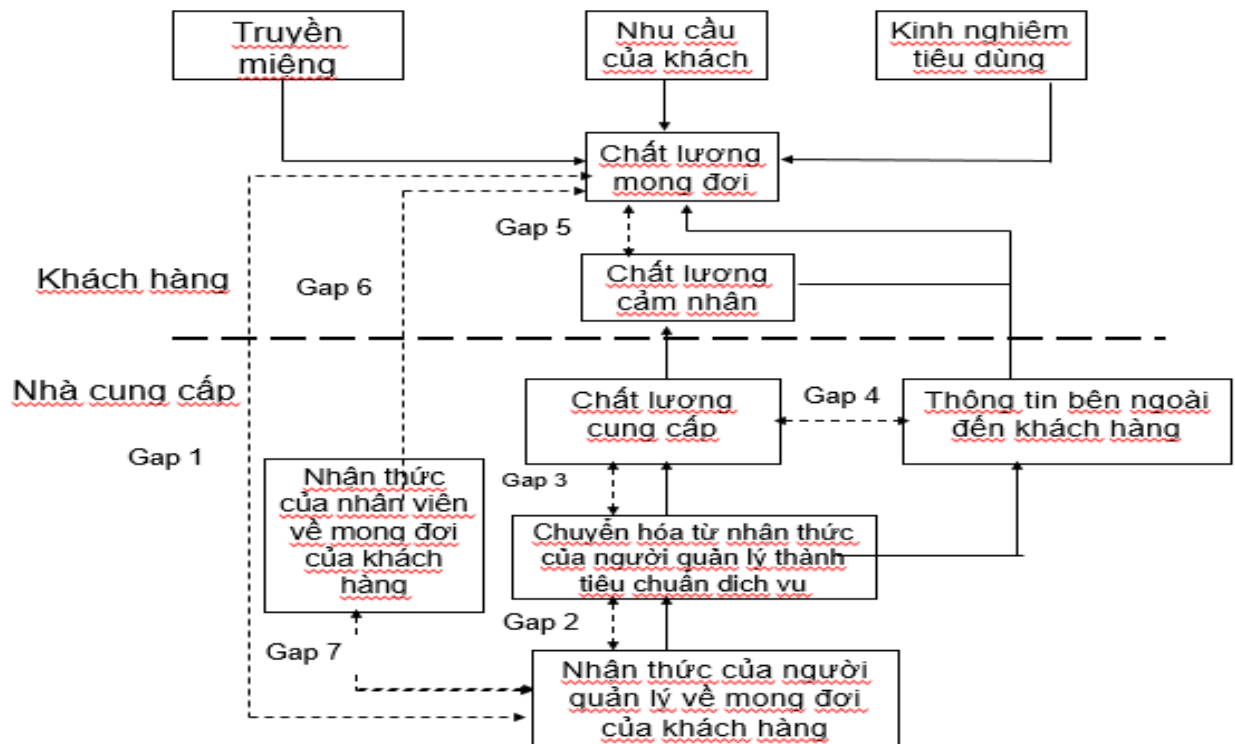 Truyền
miệng
Nhu cầu
của khách
Kinh nghiệm
tiêu dùng
Chất lượng
mong đợi
Gap 5
Khách hàng
Gap 6
Chất lượng
cảm nhận
Nhà cung cấp
Chất lượng
cung cấp
Gap 4
Thông tin bên ngoài
đến khách hàng
Gap 1
Nhận thức
của nhân viên
về mong đợi
của khách
hàng
Gap 3
Chuyển hóa từ nhận thức
của người quản lý thành
tiêu chuẩn dịch vụ
Gap 2
Gap 7
Nhận thức của người
quản lý về mong đợi
của khách hàng